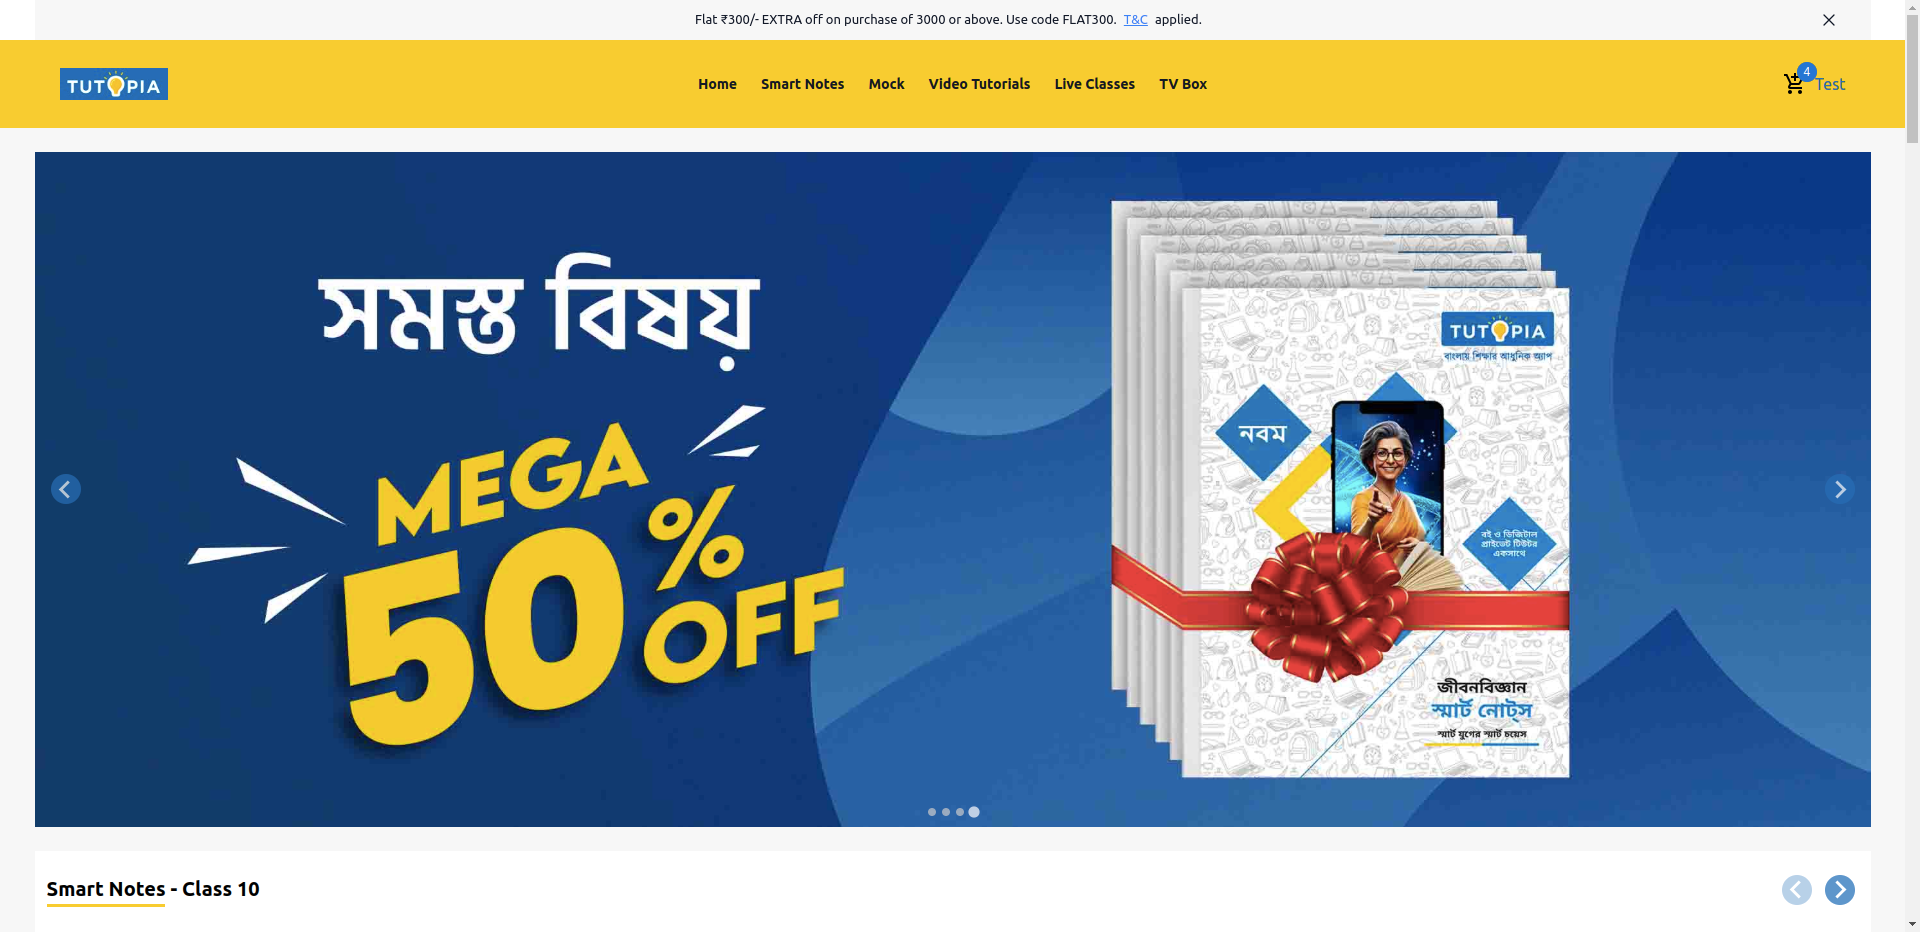 Flat ₹300/- EXTRA off on purchase of 3000 or above. Use code FLAT300. T&C applied.
TUTOPIA
Home Smart Notes Mock Video Tutorials Live Classes TV Box
4
Test
সমস্ত বিষয়
MEGA
50%
OFF
TUTOPIA
বাংলায় শিক্ষার আধুনিক অ্যাপ
নবম
বই ও ডিজিটাল
প্রাইভেট টিউটর
একসাথে
জীবনবিজ্ঞান
স্মার্ট নোট্‌স
স্মার্ট যুগের স্মার্ট চয়েস
Smart Notes - Class 10